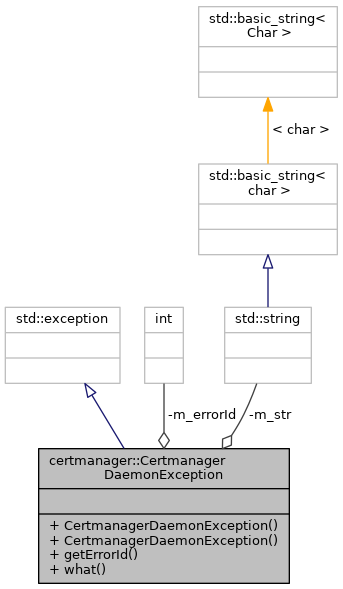 std::basic_string<
Char >
< char >
std::basic_string<
char >
std::exception
int
std::string
-m_errorId
-m_str
certmanager::Certmanager
DaemonException
+ CertmanagerDaemonException()
+ CertmanagerDaemonException()
+ getErrorId()
+ what()